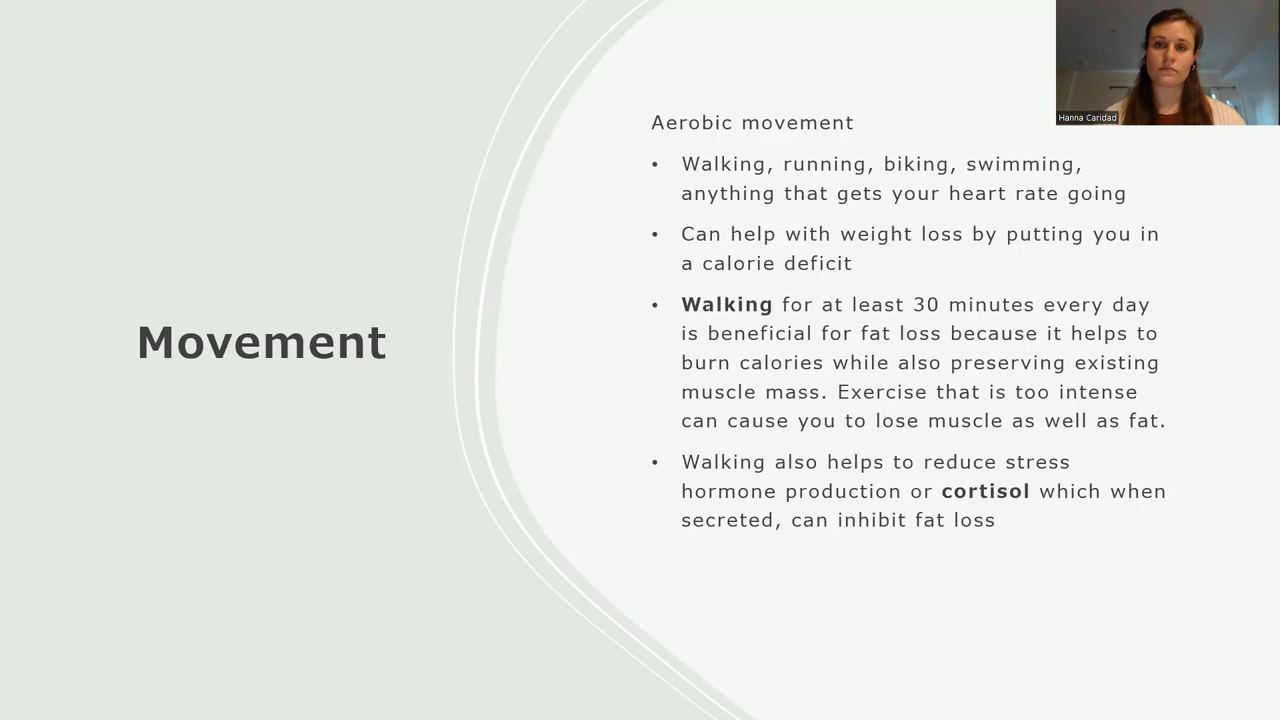 Hanna Caridad
Movement
Aerobic movement
• Walking, running, biking, swimming,
anything that gets your heart rate going
• Can help with weight loss by putting you in
a calorie deficit
• Walking for at least 30 minutes every day
is beneficial for fat loss because it helps to
burn calories while also preserving existing
muscle mass. Exercise that is too intense
can cause you to lose muscle as well as fat.
• Walking also helps to reduce stress
hormone production or cortisol which when
secreted, can inhibit fat loss